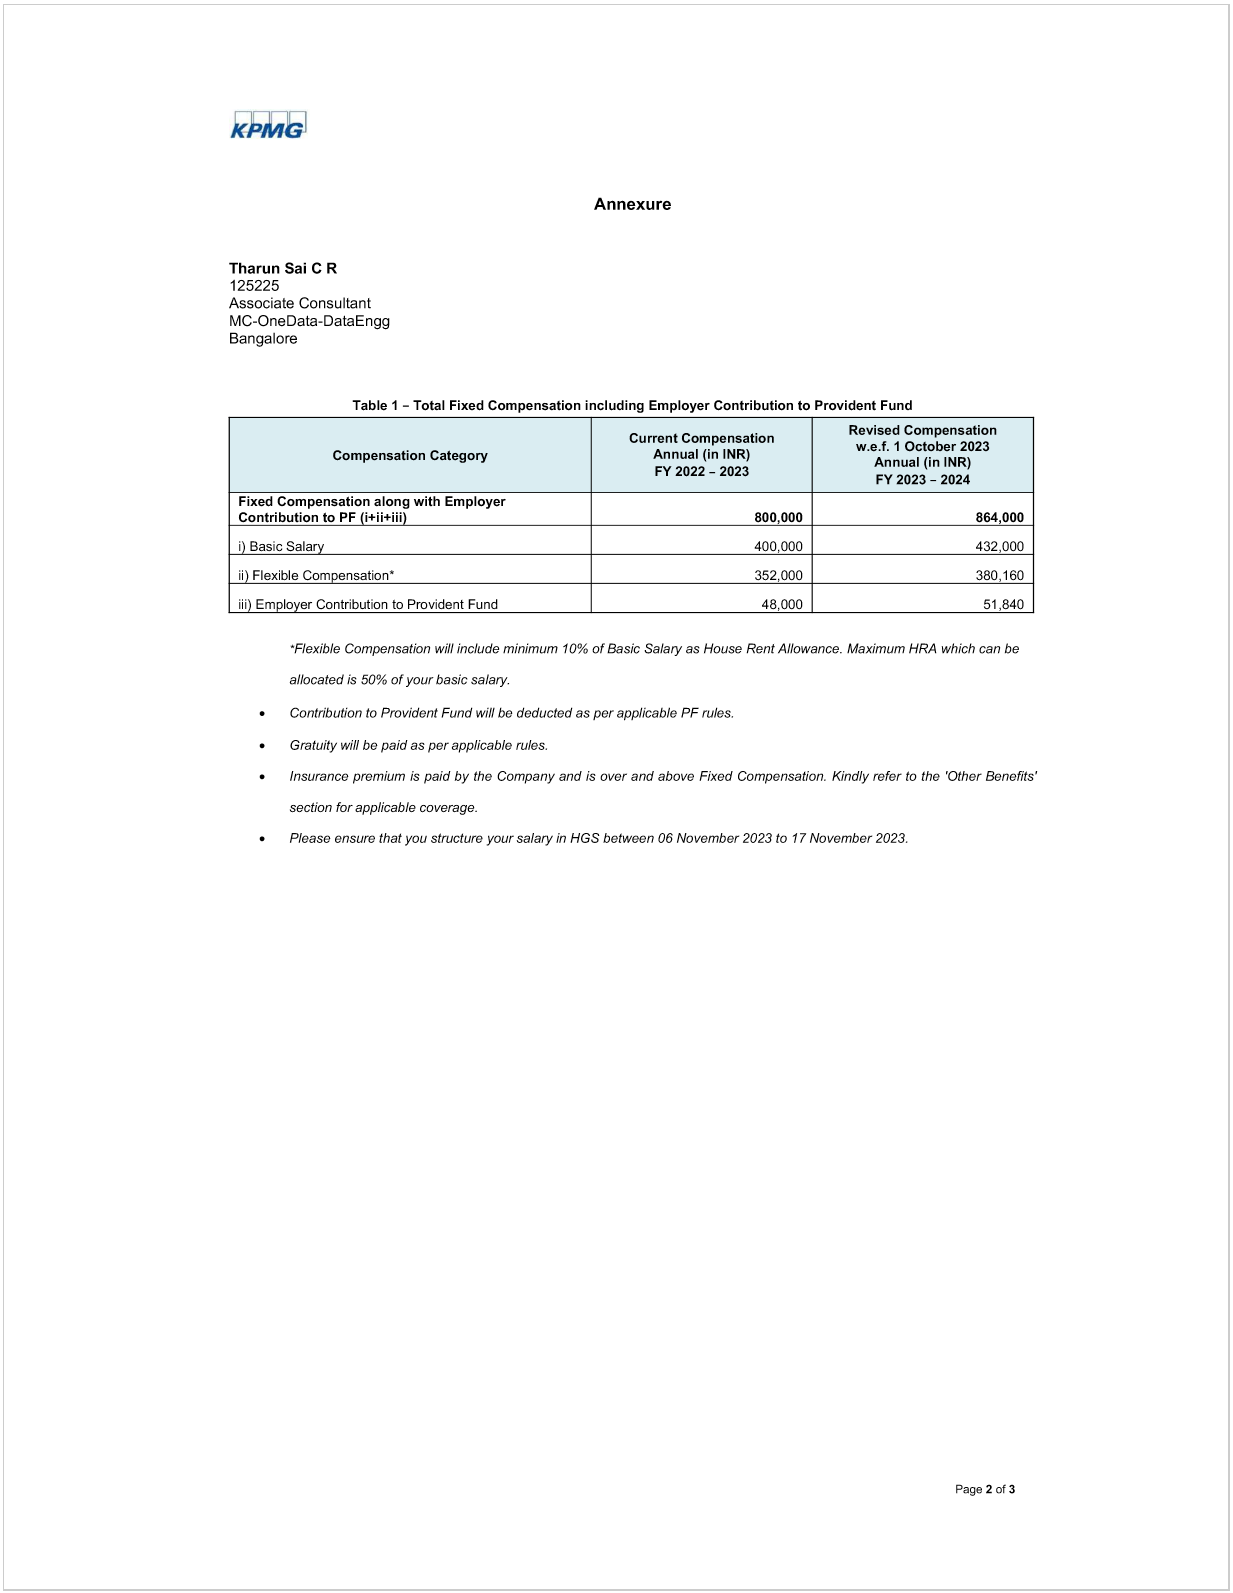 KPMG
Annexure
Tharun Sai C R
125225
Associate Consultant
MC-OneData-DataEngg
Bangalore
Table 1 – Total Fixed Compensation including Employer Contribution to Provident Fund
Compensation Category
Current Compensation
Annual (in INR)
FY 2022 – 2023
Revised Compensation
w.e.f. 1 October 2023
Annual (in INR)
FY 2023 – 2024
Fixed Compensation along with Employer
Contribution to PF (i+ii+iii) 800,000 864,000
i) Basic Salary 400,000 432,000
ii) Flexible Compensation* 352,000 380,160
iii) Employer Contribution to Provident Fund 48,000 51,840
*Flexible Compensation will include minimum 10% of Basic Salary as House Rent Allowance. Maximum HRA which can be
allocated is 50% of your basic salary.
• Contribution to Provident Fund will be deducted as per applicable PF rules.
• Gratuity will be paid as per applicable rules.
• Insurance premium is paid by the Company and is over and above Fixed Compensation. Kindly refer to the 'Other Benefits'
section for applicable coverage.
• Please ensure that you structure your salary in HGS between 06 November 2023 to 17 November 2023.
Page 2 of 3